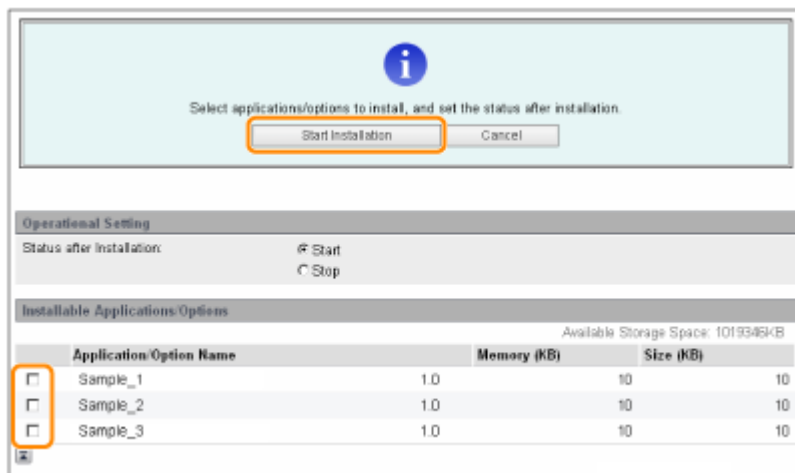 i
Select applications/options to install, and set the status after installation.
Start Installation Cancel
Operational Setting
Status after Installation: Start
Stop
Installable Applications/Options
Available Storage Space: 1019346KB
Application/Option Name Memory (KB) Size (KB)
Sample_1 1.0 10 10
Sample_2 1.0 10 10
Sample_3 1.0 10 10